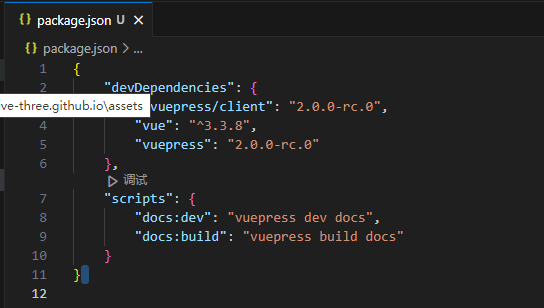 {} package.json U ×
{} package.json > ...
1 {
2 "devDependencies": {
ve-three.github.io\assets
vuepress/client": "2.0.0-rc.0",
4 "vue": "^3.3.8",
5 "vuepress": "2.0.0-rc.0"
6 },
调试
7 "scripts": {
8 "docs:dev": "vuepress dev docs",
9 "docs:build": "vuepress build docs"
10 }
11 }
12